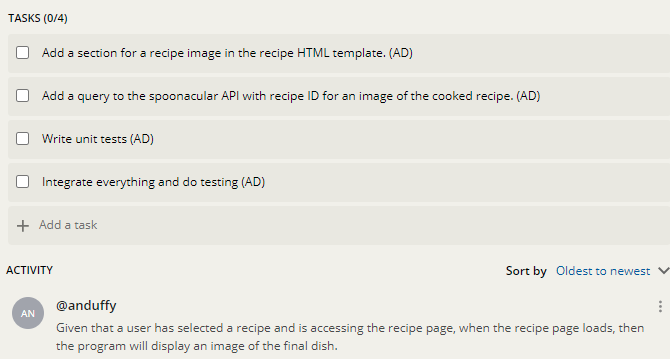 TASKS (0/4)
Add a section for a recipe image in the recipe HTML template. (AD)
Add a query to the spoonacular API with recipe ID for an image of the cooked recipe. (AD)
Write unit tests (AD)
Integrate everything and do testing (AD)
+ Add a task
ACTIVITY Sort by Oldest to newest
AN @anduffy
Given that a user has selected a recipe and is accessing the recipe page, when the recipe page loads, then
the program will display an image of the final dish.